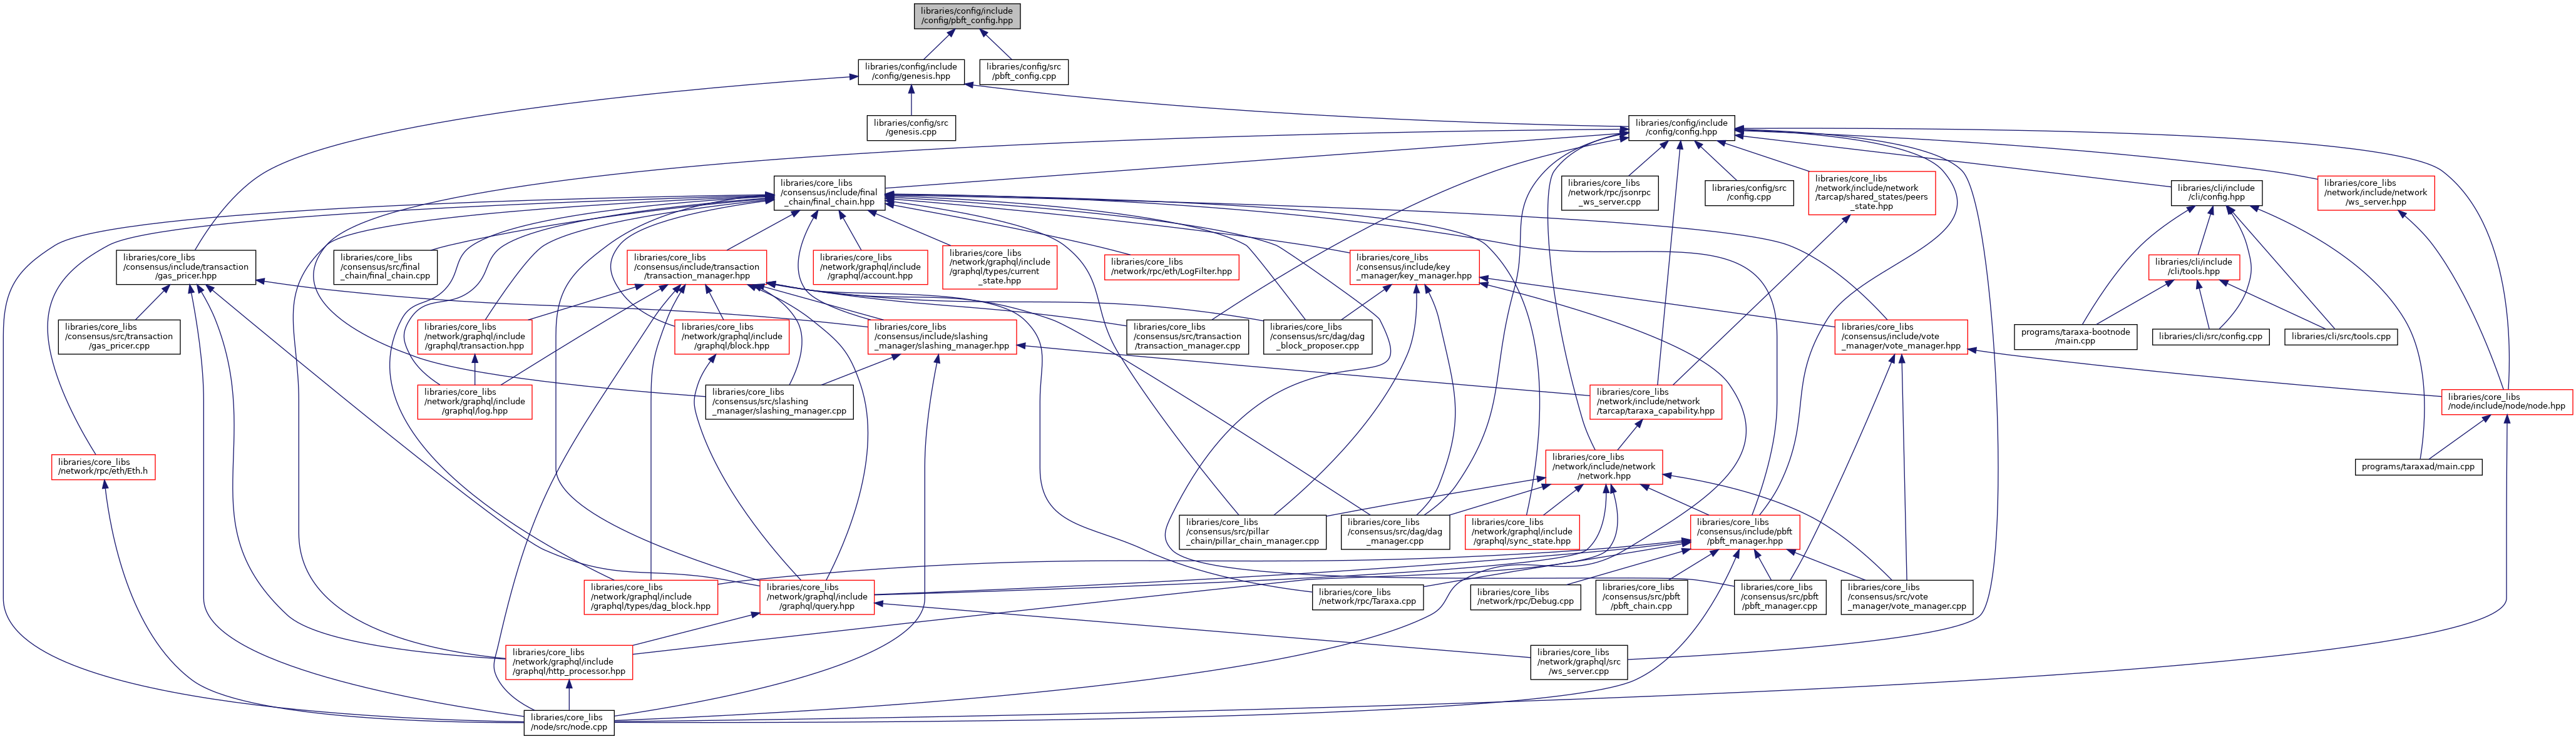 libraries/config/include
/config/pbft_config.hpp
libraries/config/include
/config/genesis.hpp
libraries/config/src
/pbft_config.cpp
libraries/config/src
/genesis.cpp
libraries/config/include
/config/config.hpp
libraries/core_libs
/consensus/include/final
_chain/final_chain.hpp
libraries/core_libs
/network/rpc/jsonrpc
_ws_server.cpp
libraries/config/src
/config.cpp
libraries/core_libs
/network/include/network
/tarcap/shared_states/peers
_state.hpp
libraries/cli/include
/cli/config.hpp
libraries/core_libs
/network/include/network
/ws_server.hpp
libraries/core_libs
/consensus/include/transaction
/gas_pricer.hpp
libraries/core_libs
/consensus/src/final
_chain/final_chain.cpp
libraries/core_libs
/consensus/include/transaction
/transaction_manager.hpp
libraries/core_libs
/network/graphql/include
/graphql/account.hpp
libraries/core_libs
/network/graphql/include
/graphql/types/current
_state.hpp
libraries/core_libs
/network/rpc/eth/LogFilter.hpp
libraries/core_libs
/consensus/include/key
_manager/key_manager.hpp
libraries/cli/include
/cli/tools.hpp
libraries/core_libs
/consensus/src/transaction
/gas_pricer.cpp
libraries/core_libs
/network/graphql/include
/graphql/transaction.hpp
libraries/core_libs
/network/graphql/include
/graphql/block.hpp
libraries/core_libs
/consensus/include/slashing
_manager/slashing_manager.hpp
libraries/core_libs
/consensus/src/transaction
/transaction_manager.cpp
libraries/core_libs
/consensus/src/dag/dag
_block_proposer.cpp
libraries/core_libs
/consensus/include/vote
_manager/vote_manager.hpp
programs/taraxa-bootnode
/main.cpp
libraries/cli/src/config.cpp
libraries/cli/src/tools.cpp
libraries/core_libs
/network/graphql/include
/graphql/log.hpp
libraries/core_libs
/consensus/src/slashing
_manager/slashing_manager.cpp
libraries/core_libs
/network/include/network
/tarcap/taraxa_capability.hpp
libraries/core_libs
/node/include/node/node.hpp
libraries/core_libs
/network/rpc/eth/Eth.h
libraries/core_libs
/network/include/network
/network.hpp
programs/taraxad/main.cpp
libraries/core_libs
/consensus/src/pillar
_chain/pillar_chain_manager.cpp
libraries/core_libs
/consensus/src/dag/dag
_manager.cpp
libraries/core_libs
/network/graphql/include
/graphql/sync_state.hpp
libraries/core_libs
/consensus/include/pbft
/pbft_manager.hpp
libraries/core_libs
/network/graphql/include
/graphql/types/dag_block.hpp
libraries/core_libs
/network/graphql/include
/graphql/query.hpp
libraries/core_libs
/network/rpc/Taraxa.cpp
libraries/core_libs
/network/rpc/Debug.cpp
libraries/core_libs
/consensus/src/pbft
/pbft_chain.cpp
libraries/core_libs
/consensus/src/pbft
/pbft_manager.cpp
libraries/core_libs
/consensus/src/vote
_manager/vote_manager.cpp
libraries/core_libs
/network/graphql/include
/graphql/http_processor.hpp
libraries/core_libs
/network/graphql/src
/ws_server.cpp
libraries/core_libs
/node/src/node.cpp